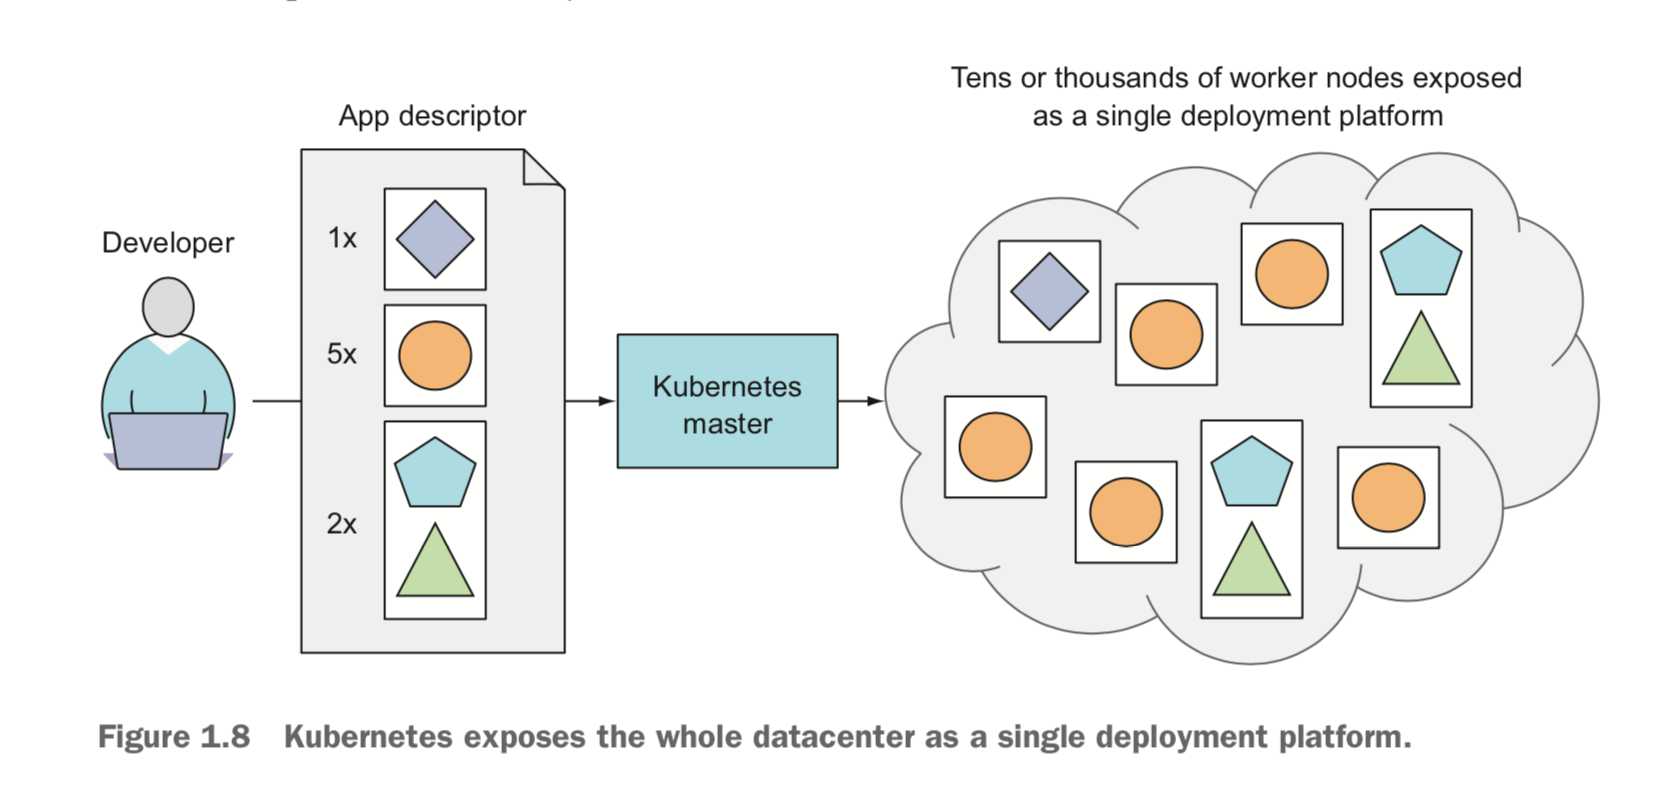 Tens or thousands of worker nodes exposed
as a single deployment platform
App descriptor
Developer
1x
5x
2x
Kubernetes
master
Figure 1.8 Kubernetes exposes the whole datacenter as a single deployment platform.